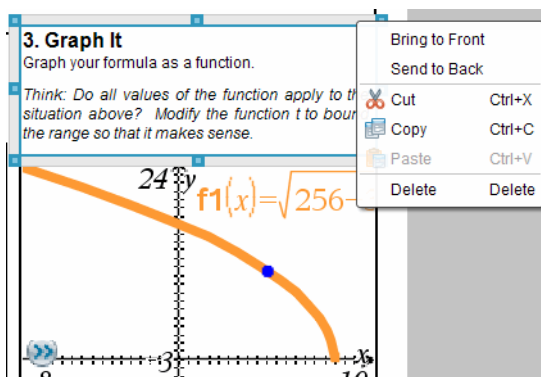 3. Graph It
Graph your formula as a function.
Think: Do all values of the function apply to th
situation above? Modify the function t to boun
the range so that it makes sense.
Bring to Front
Send to Back
Cut Ctrl+X
Copy Ctrl+C
Paste Ctrl+V
Delete Delete
24 y
f1(x)=√256-
-3
x
-8
10